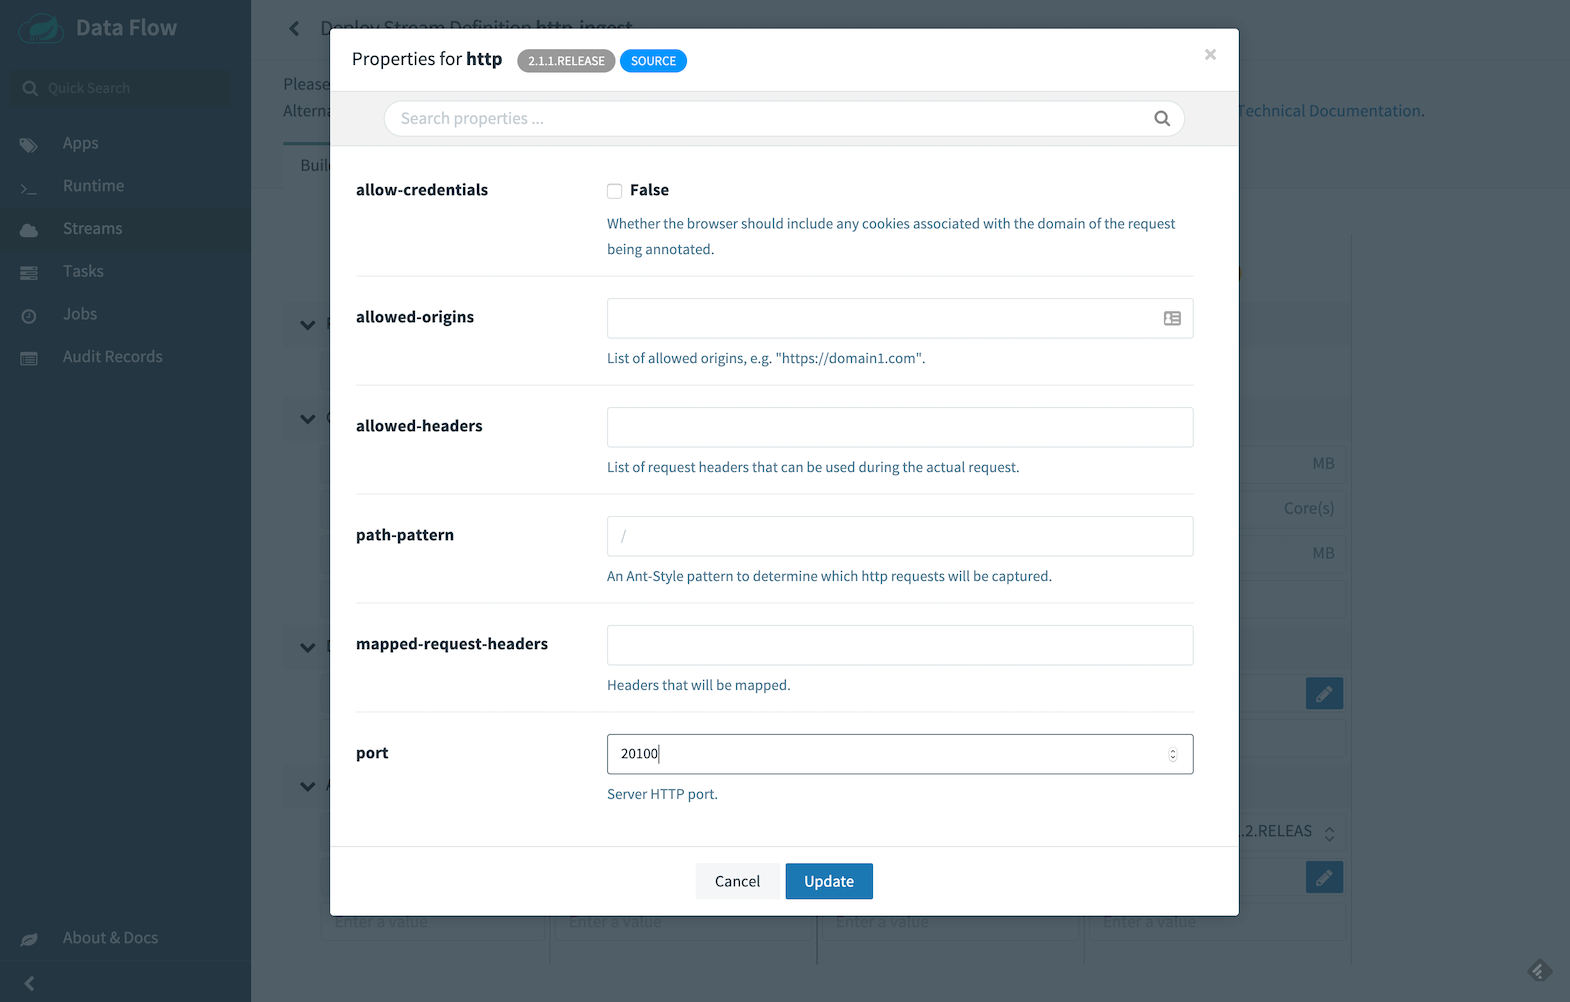 Data Flow
Quick Search
Apps
Runtime
Streams
Tasks
Jobs
Audit Records
About & Docs
Deploy Stream Definition http-ingest
Please
Technical Documentation.
Properties for http 2.1.1.RELEASE SOURCE
Search properties ...
allow-credentials
False
Whether the browser should include any cookies associated with the domain of the request
being annotated.
allowed-origins
List of allowed origins, e.g. "https://domain1.com".
allowed-headers
List of request headers that can be used during the actual request.
path-pattern
/
An Ant-Style pattern to determine which http requests will be captured.
mapped-request-headers
Headers that will be mapped.
port
20100
Server HTTP port.
Cancel
Update
MB
Core(s)
MB
.2.RELEAS
Enter a value
Enter a value
Enter a value
Enter a value